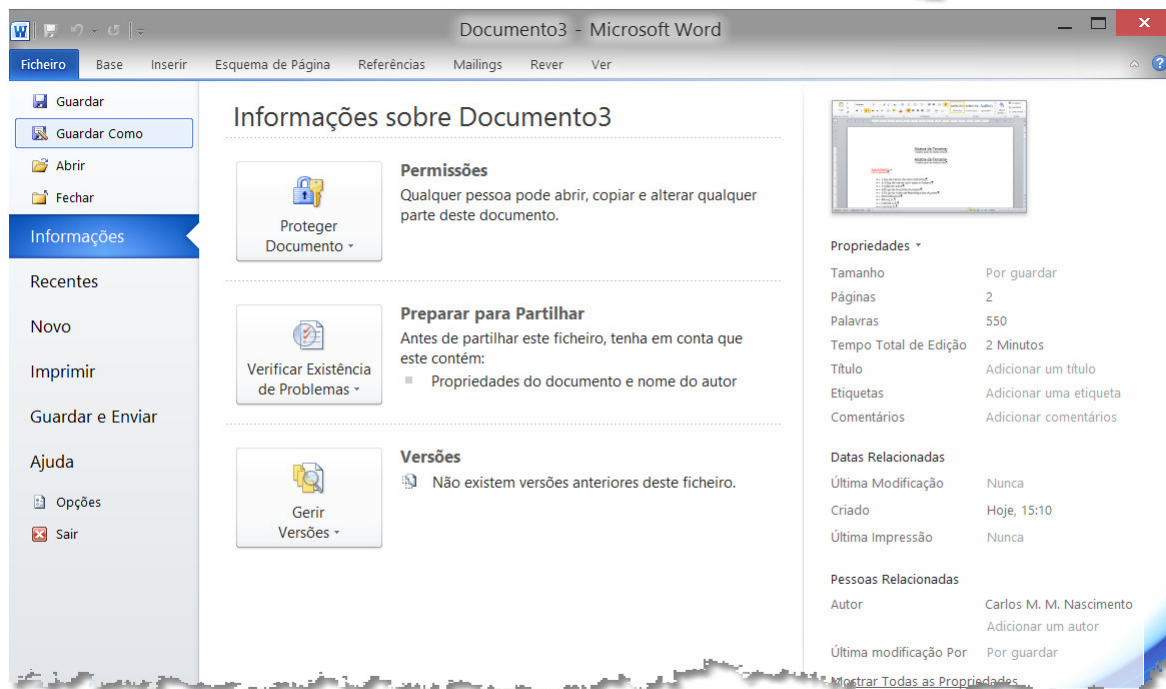 Documento3 - Microsoft Word
Ficheiro Base Inserir Esquema de Página Referências Mailings Rever Ver
Guardar
Guardar Como
Abrir
Fechar
Informações
Recentes
Novo
Imprimir
Guardar e Enviar
Ajuda
Opções
Sair
Informações sobre Documento3
Proteger
Documento
Permissões
Qualquer pessoa pode abrir, copiar e alterar qualquer
parte deste documento.
Verificar Existência
de Problemas
Preparar para Partilhar
Antes de partilhar este ficheiro, tenha em conta que
este contém:
Propriedades do documento e nome do autor
Gerir
Versões
Versões
Não existem versões anteriores deste ficheiro.
Propriedades
Tamanho Por guardar
Páginas 2
Palavras 550
Tempo Total de Edição 2 Minutos
Título Adicionar um título
Etiquetas Adicionar uma etiqueta
Comentários Adicionar comentários
Datas Relacionadas
Última Modificação Nunca
Criado Hoje, 15:10
Última Impressão Nunca
Pessoas Relacionadas
Autor Carlos M. M. Nascimento
Adicionar um autor
Última modificação Por Por guardar
Mostrar Todas as Propriedades